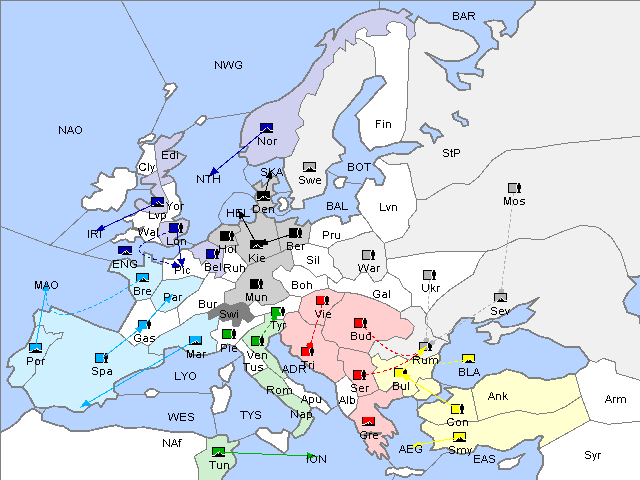 BAR
NWG
NAO
Fin
Nor
Edi
StP
Cly
SKA
Swe
BOT
NTH
Den
Lvn
Mos
Lvp
Yor
HEL
BAL
IRI
Wal
Lon
Hol
Kie
Ber
Pru
ENG
Pic
Bel
Ruh
Sil
War
Ukr
MAO
Bre
Par
Mun
Boh
Gal
Sev
Bur
Swi
Tyr
Vie
Bud
Gas
Pie
Ven
Tri
Rum
Por
Spa
Mar
Tus
ADR
Ser
Bul
BLA
LYO
Rom
Alb
Ank
Arm
WES
TYS
Nap
Apu
Gre
Con
NAf
Tun
ION
AEG
Smy
EAS
Syr